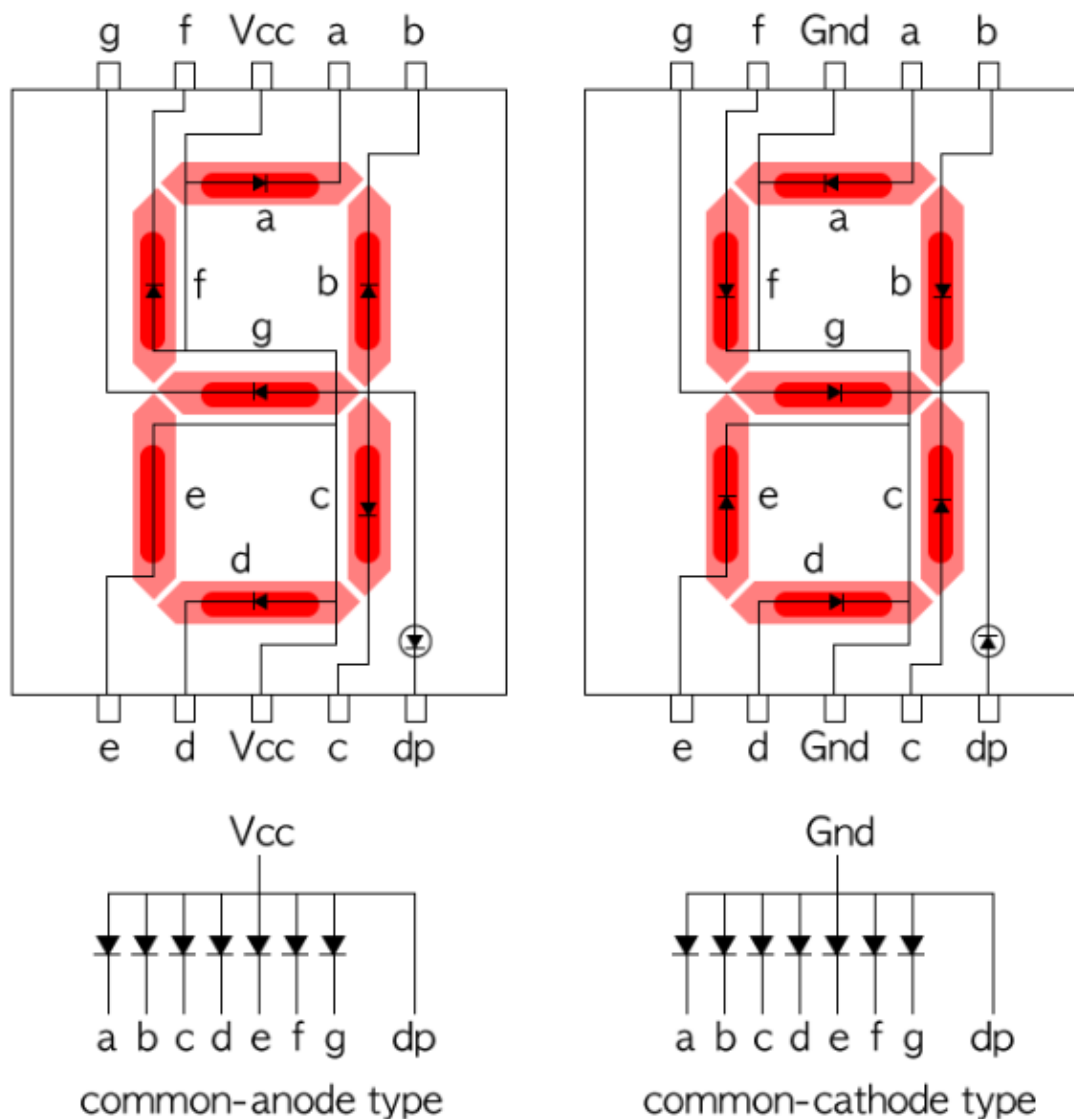 g f Vcc a b
g f Gnd a b
a
f b
g
e c
d
a
f b
g
e c
d
e d Vcc c dp
e d Gnd c dp
Vcc
a b c d e f g dp
common-anode type
Gnd
a b c d e f g dp
common-cathode type